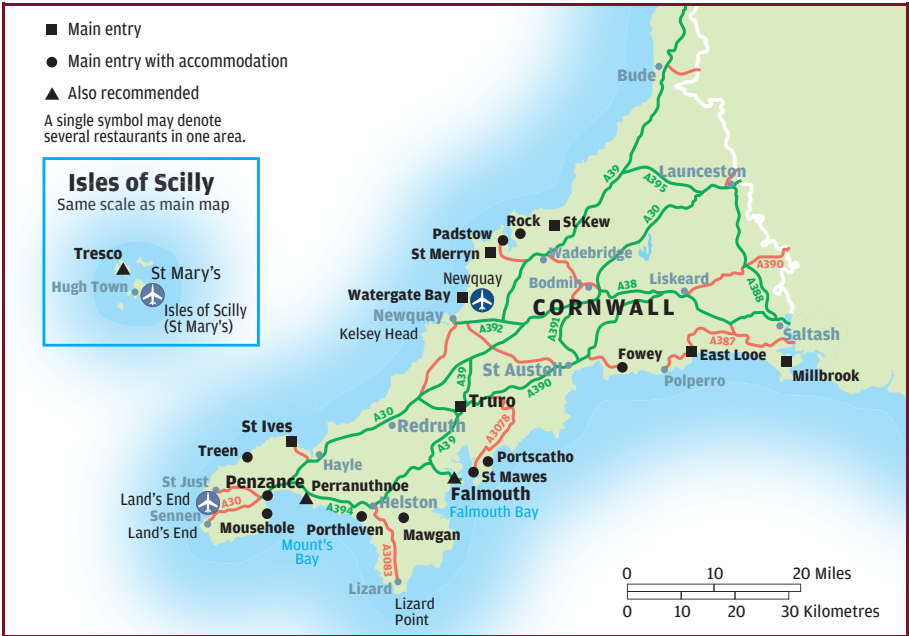 Main entry
Main entry with accommodation
Also recommended
A single symbol may denote
several restaurants in one area.
Isles of Scilly
Same scale as main map
Tresco
St Mary's
Hugh Town
Isles of Scilly
(St Mary's)
Bude
Launceston
A39
A395
A30
Rock
St Kew
Padstow
St Merryn
Wadebridge
A390
Newquay
Bodmin
A38
Liskeard
A388
Watergate Bay
CORNWALL
Newquay
Kelsey Head
A392
A391
A387
Saltash
East Looe
Fowey
St Austell
Polperro
Millbrook
A39
A390
Truro
A30
Redruth
A3078
St Ives
A39
Treen
Hayle
Portscatho
St Mawes
St Just
Penzance
Perranuthnoe
Falmouth
Land's End
A30
Helston
Falmouth Bay
Sennen
A394
Land's End
Mousehole
Porthleven
Mawgan
Mount's
Bay
A3083
Lizard
Lizard
Point
0 10 20 Miles
0 10 20 30 Kilometres